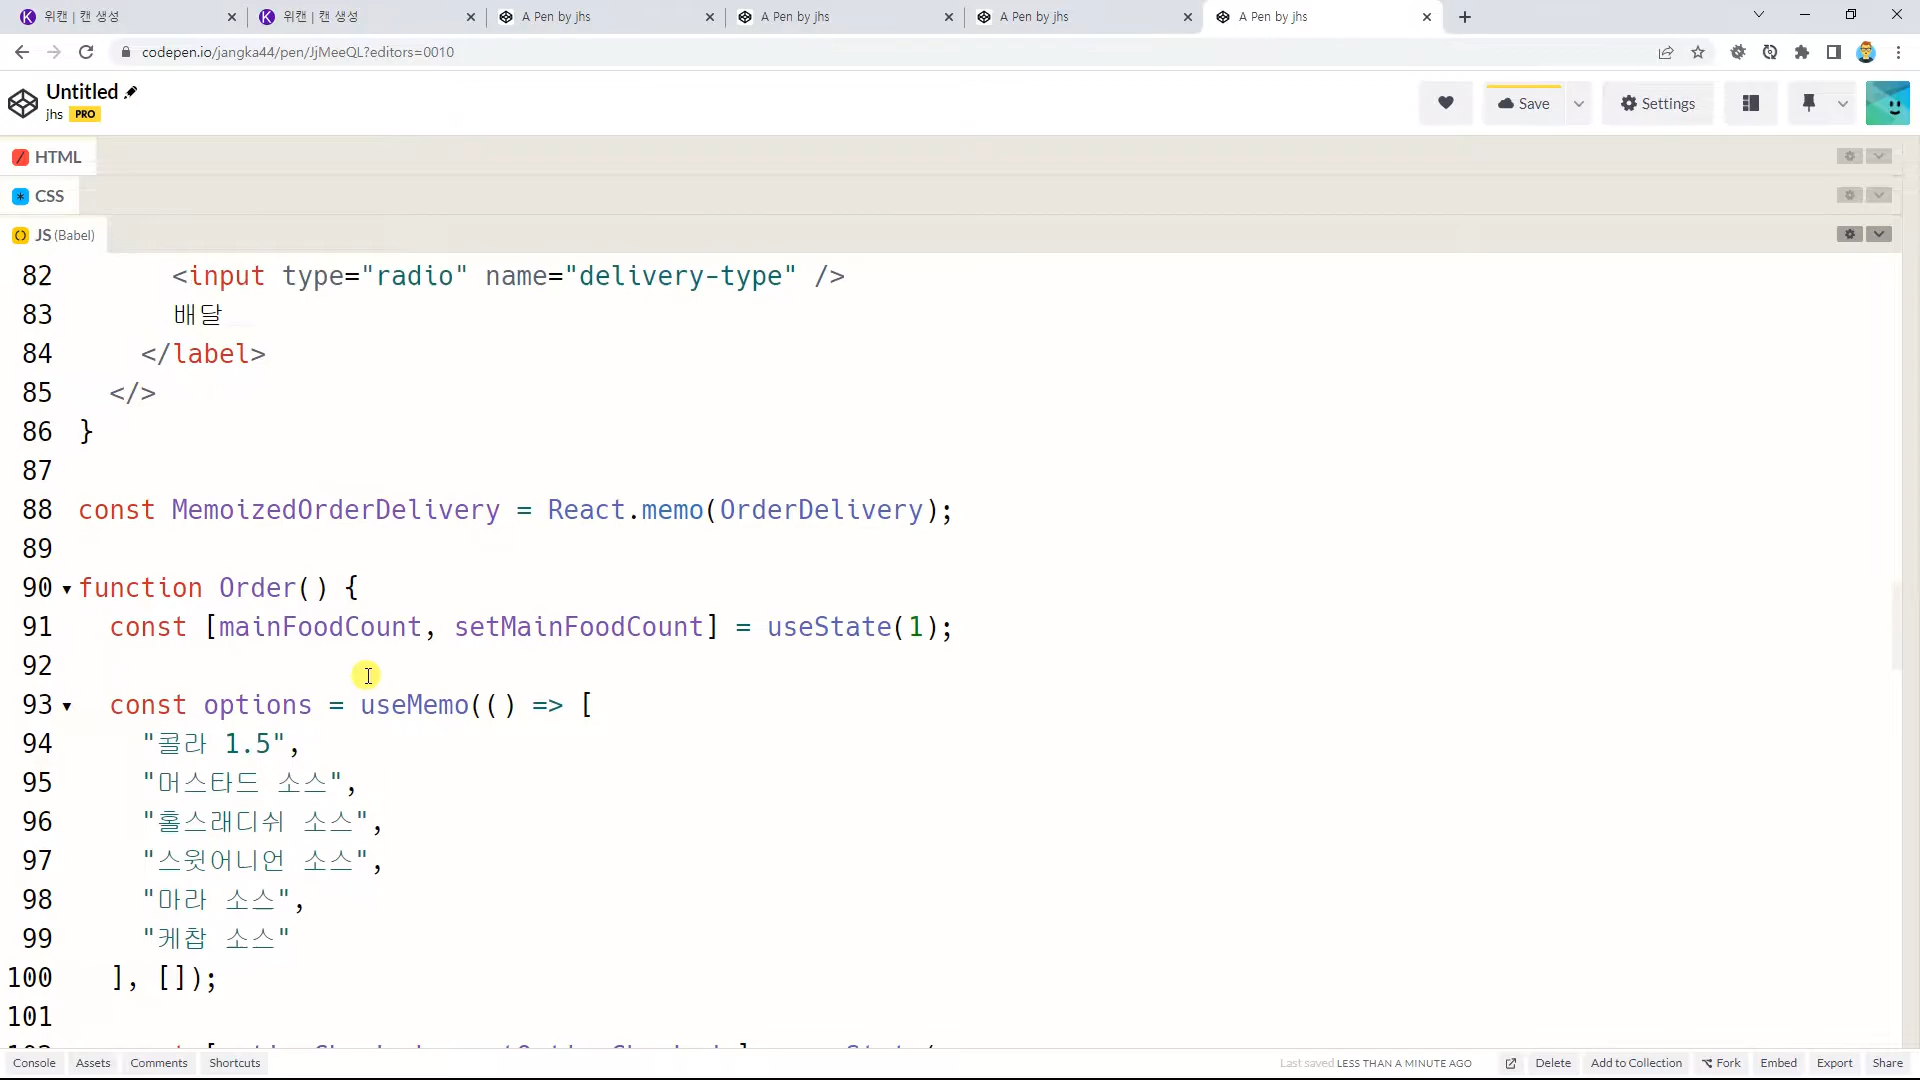 위캔 | 캔 생성
위캔 | 캔 생성
A Pen by jhs
A Pen by jhs
A Pen by jhs
A Pen by jhs
codepen.io/jangka44/pen/JjMeeQL?editors=0010
Untitled
jhs PRO
Save
Settings
HTML
CSS
JS (Babel)
82 <input type="radio" name="delivery-type" />
83 배달
84 </label>
85 </>
86 }
87
88 const MemoizedOrderDelivery = React.memo(OrderDelivery);
89
90 function Order() {
91 const [mainFoodCount, setMainFoodCount] = useState(1);
92
93 const options = useMemo(() => [
94 "콜라 1.5",
95 "머스타드 소스",
96 "홀스래디쉬 소스",
97 "스윗어니언 소스",
98 "마라 소스",
99 "케찹 소스"
100 ], []);
101
Console Assets Comments Shortcuts Last saved LESS THAN A MINUTE AGO Delete Add to Collection Fork Embed Export Share